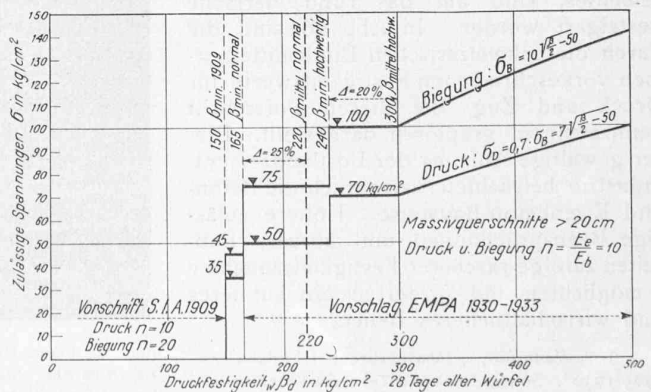 Zulässige Spannungen σ in kg/cm²
150
140
130
120
110
100
90
80
70
60
50
40
30
20
10
0
150 βmin. 1909
165 βmin. normal
220 βmittel normal
240 βmin. hochwertig
300 βmittel hochw.
Δ=20%
Δ=25%
100
75
70 kg/cm²
50
45
35
Biegung: σB = 10 √(β/2 − 50)
Druck: σD = 0,7 · σB = 7 √(β/2 − 50)
Massivquerschnitte > 20cm
Druck u. Biegung n = Ee/Eb = 10
Vorschrift S.I.A. 1909
Druck n=10
Biegung n=20
Vorschlag EMPA 1930-1933
220
300
0
100
200
240
300
400
500
Druckfestigkeit wβd in kg/cm² 28 Tage alter Würfel